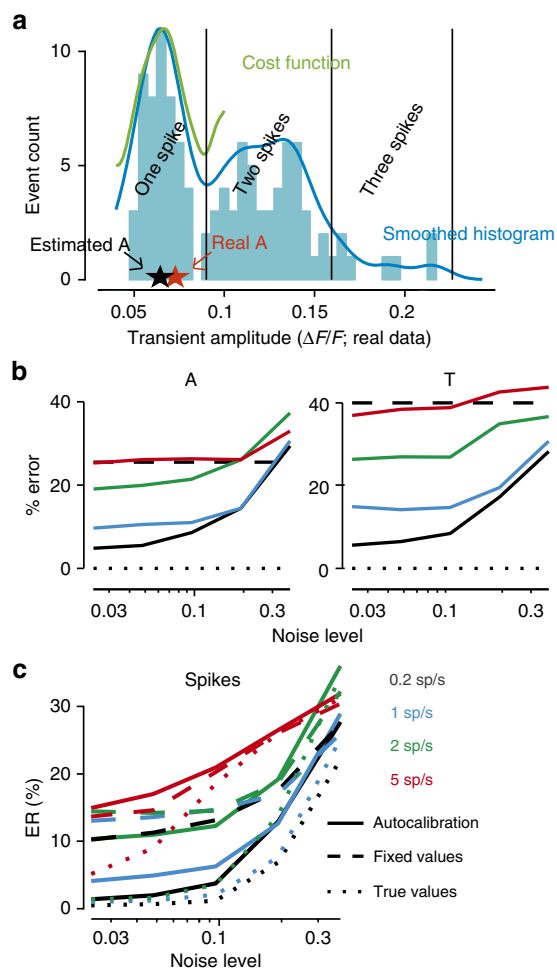 a
10
5
0
Event count
Cost function
One spike
Two spikes
Three spikes
Estimated A
Real A
Smoothed histogram
0.05
0.1
0.15
0.2
Transient amplitude (ΔF/F; real data)
b
A
T
40
20
0
% error
40
20
0
0.03
0.1
0.3
0.03
0.1
0.3
Noise level
Noise level
c
Spikes
30
20
10
0
ER (%)
0.2 sp/s
1 sp/s
2 sp/s
5 sp/s
Autocalibration
Fixed values
True values
0.03
0.1
0.3
Noise level